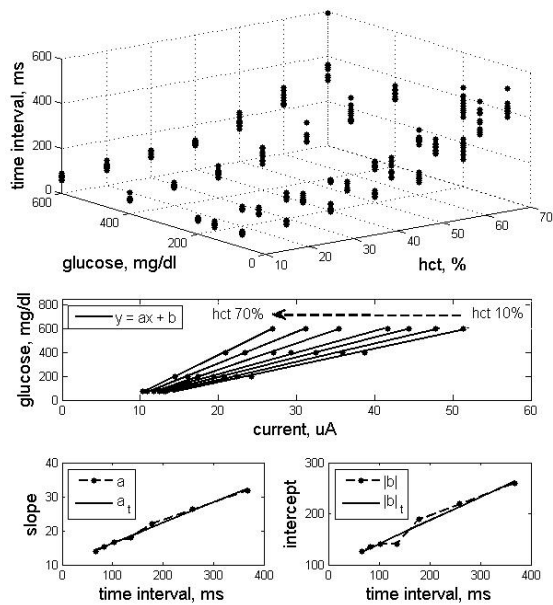 600
400
200
0
time interval, ms
600
400
200
0
glucose, mg/dl
10
20
30
40
50
60
70
hct, %
800
600
400
200
0
glucose, mg/dl
y = ax + b
hct 70%
hct 10%
0
10
20
30
40
50
60
current, uA
40
30
20
10
slope
a
a_t
0
100
200
300
400
time interval, ms
300
200
100
intercept
|b|
|b|_t
0
100
200
300
400
time interval, ms